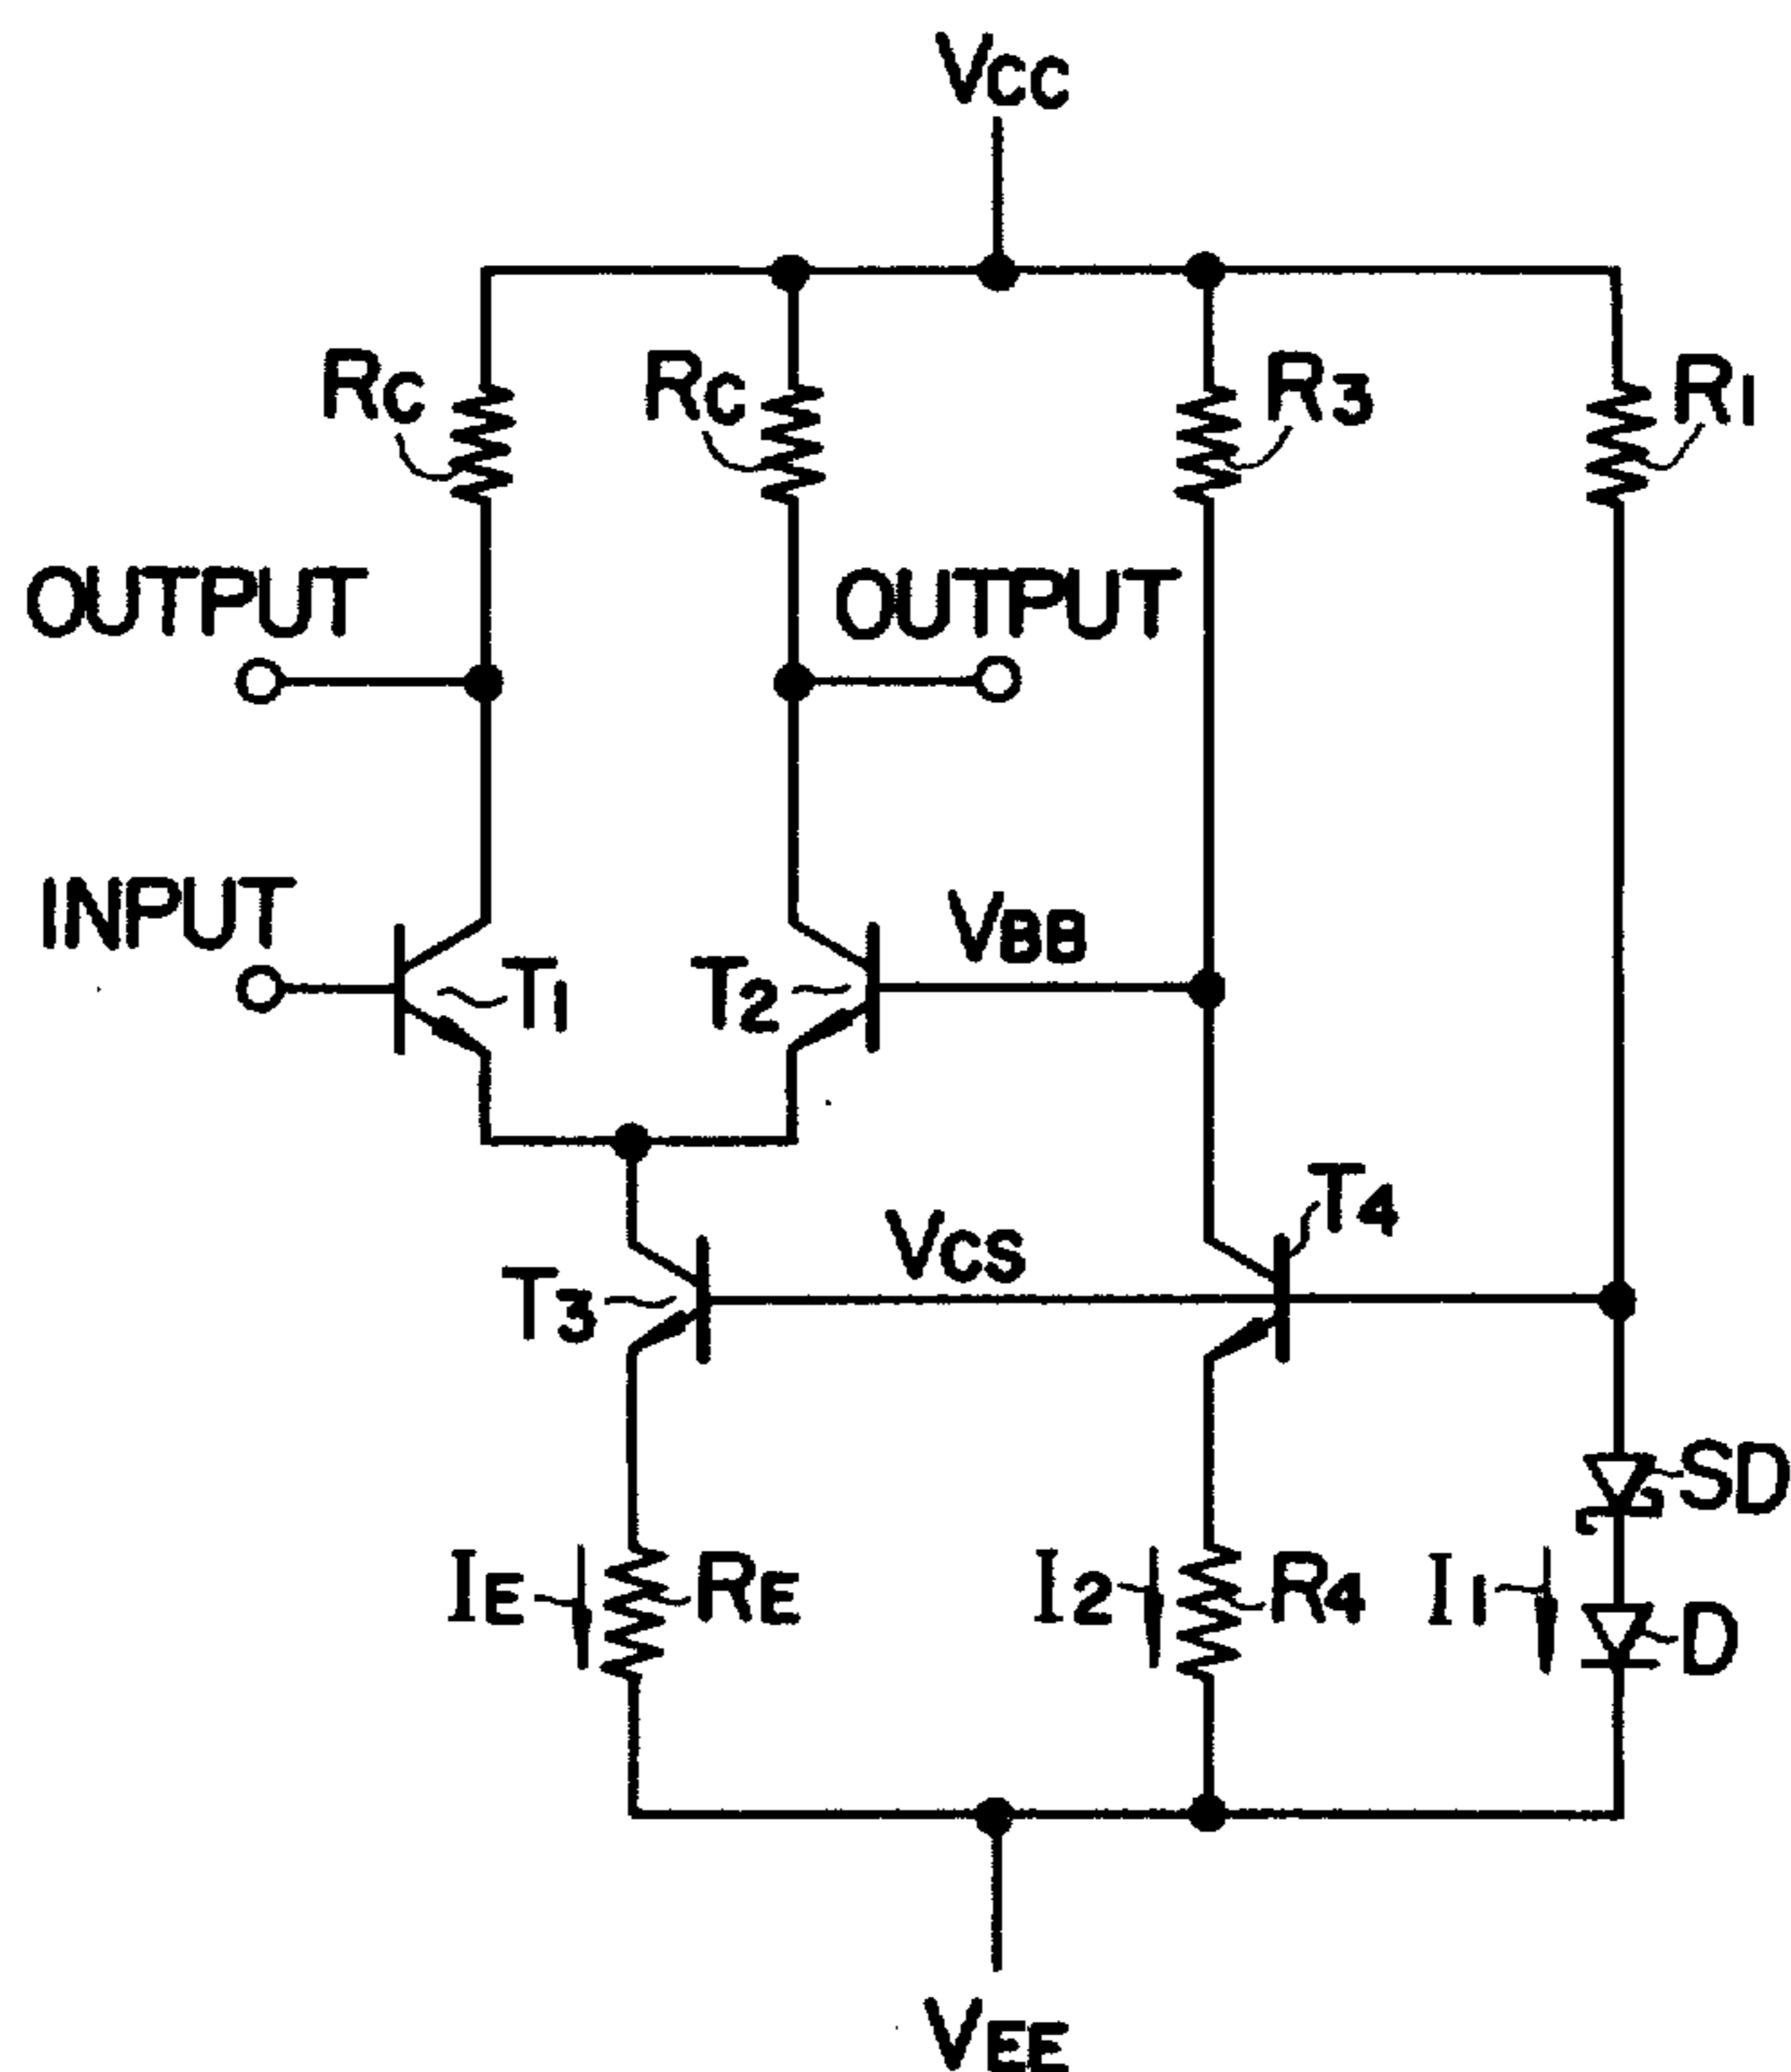 VCC
RC RC R3 R1
OUTPUT OUTPUT
INPUT VBB
T1 T2
T4
VCS
T3
SD
IE RE I2 R4 I1 D
VEE